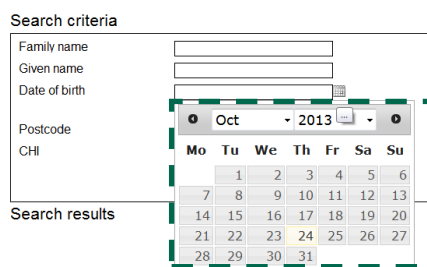 Search criteria
Family name
Given name
Date of birth
Oct 2013 ...
Postcode
CHI
Mo Tu We Th Fr Sa Su
1 2 3 4 5 6
7 8 9 10 11 12 13
14 15 16 17 18 19 20
21 22 23 24 25 26 27
28 29 30 31
Search results